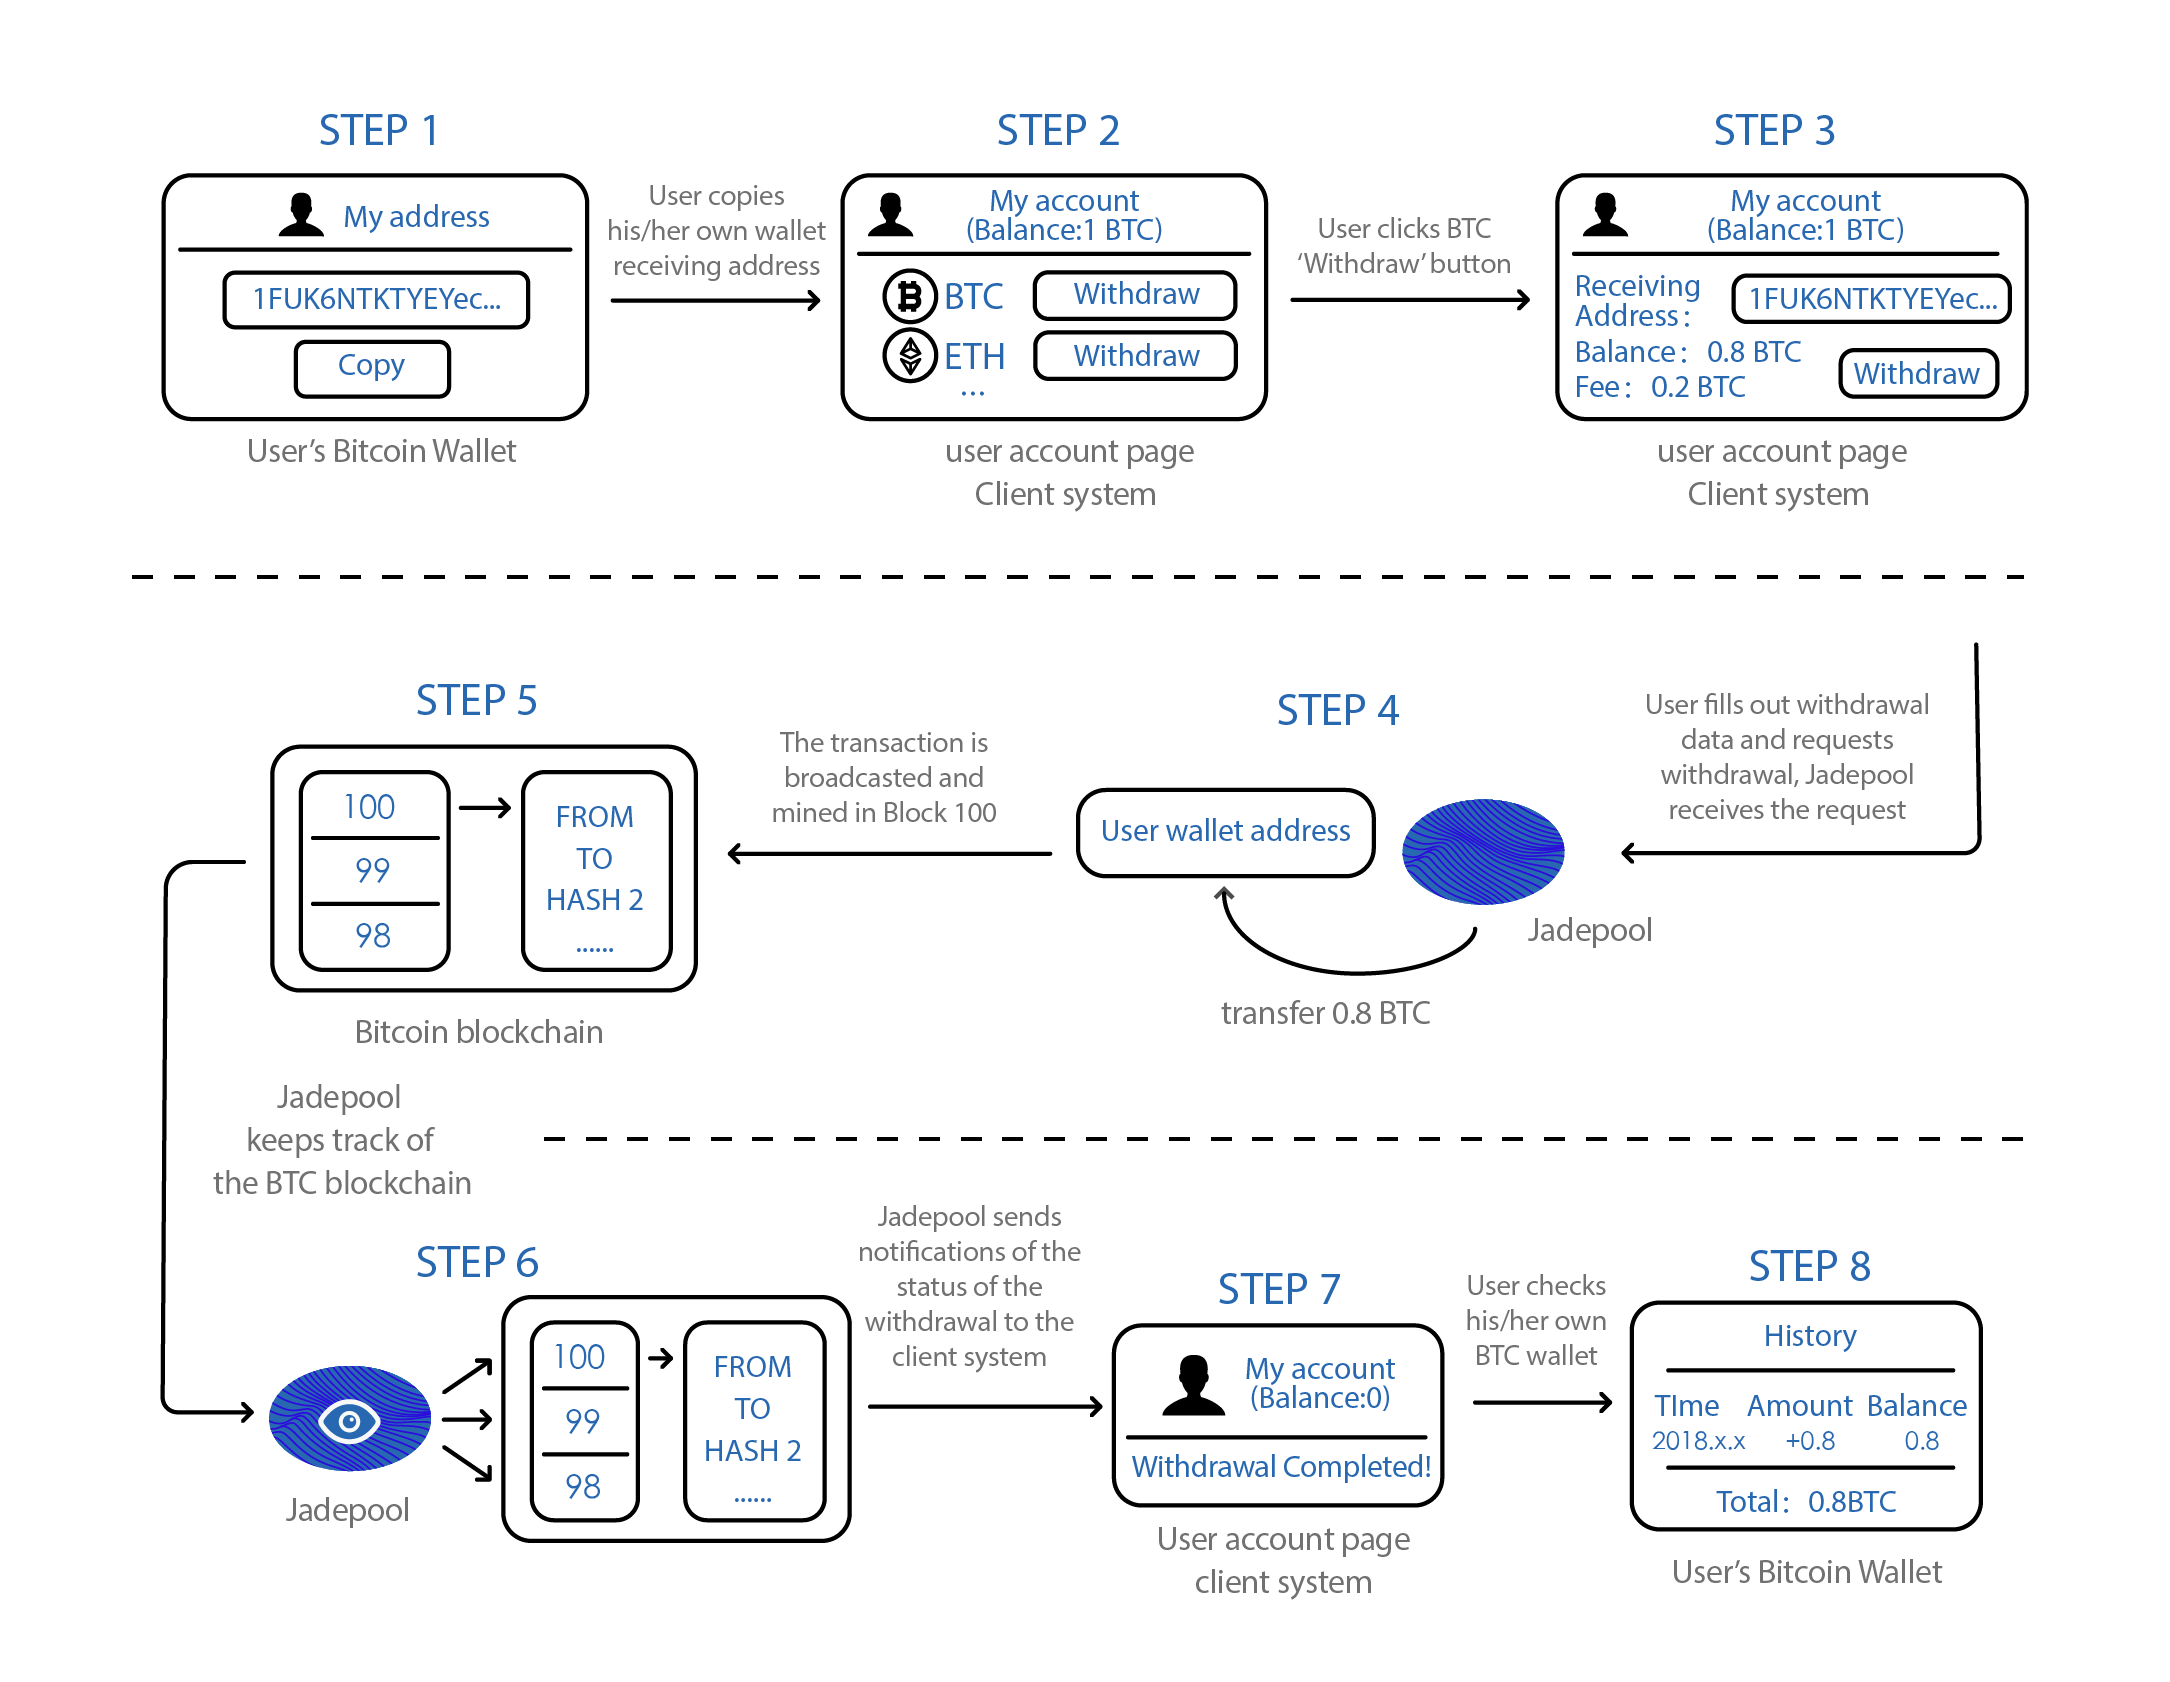 STEP 1
My address
1FUK6NTKTYEYec...
Copy
User's Bitcoin Wallet
User copies
his/her own wallet
receiving address
STEP 2
My account
(Balance:1 BTC)
BTC
Withdraw
ETH
Withdraw
...
user account page
Client system
User clicks BTC
‘Withdraw’ button
STEP 3
My account
(Balance:1 BTC)
Receiving
Address :
1FUK6NTKTYEYec...
Balance : 0.8 BTC
Fee : 0.2 BTC
Withdraw
user account page
Client system
User fills out withdrawal
data and requests
withdrawal, Jadepool
receives the request
STEP 4
User wallet address
Jadepool
transfer 0.8 BTC
The transaction is
broadcasted and
mined in Block 100
STEP 5
100
99
98
FROM
TO
HASH 2
......
Bitcoin blockchain
Jadepool
keeps track of
the BTC blockchain
STEP 6
Jadepool
100
99
98
FROM
TO
HASH 2
......
Jadepool sends
notifications of the
status of the
withdrawal to the
client system
STEP 7
My account
(Balance:0)
Withdrawal Completed!
User account page
client system
User checks
his/her own
BTC wallet
STEP 8
History
TIme Amount Balance
2018.x.x +0.8 0.8
Total : 0.8BTC
User's Bitcoin Wallet